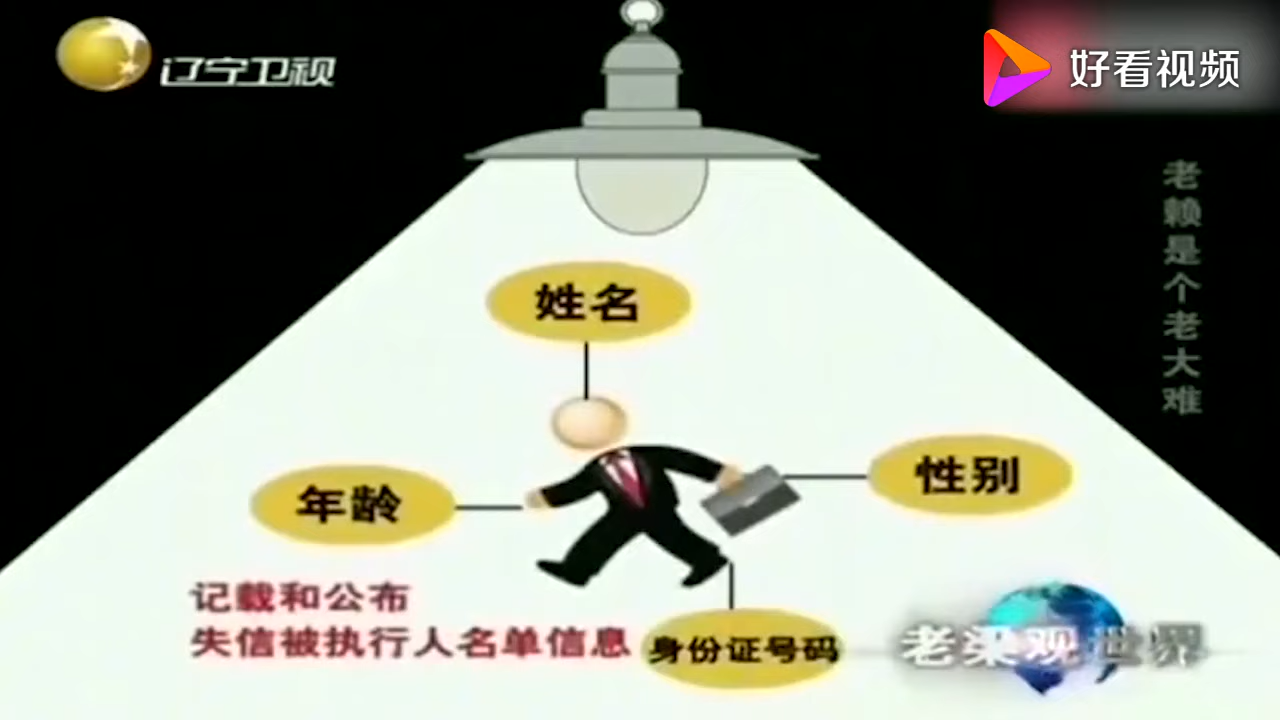 辽宁卫视
好看视频
老赖是个老大难
姓名
性别
年龄
记载和公布
失信被执行人名单信息
身份证号码
老梁观世界